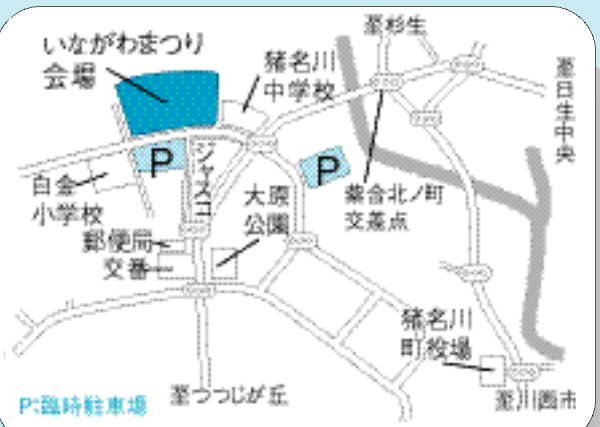 至杉生
いながわまつり
会場
猪名川
中学校
至日生中央
P
ジャスコ
P
白金
小学校
大原
公園
薬合北ノ町
交差点
郵便局
交番
猪名川
町役場
至つつじが丘
至川西市
P:臨時駐車場